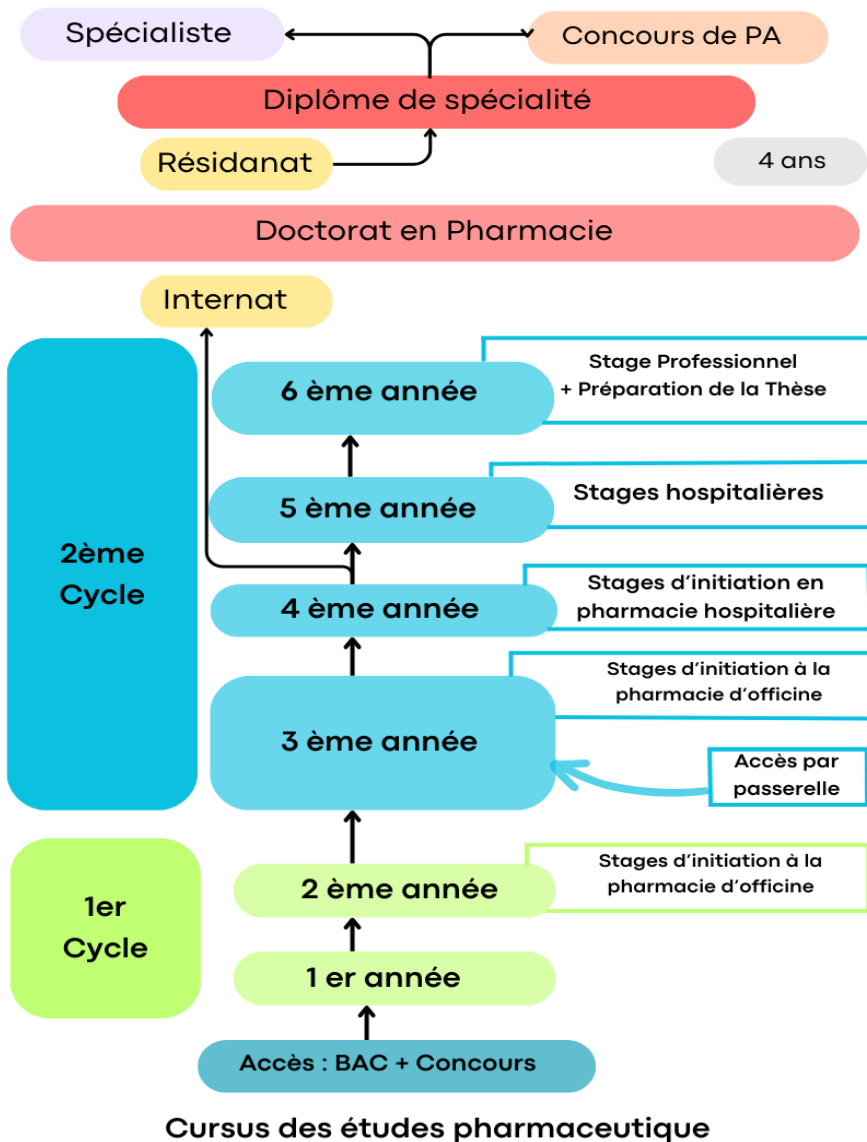 Spécialiste
Concours de PA
Diplôme de spécialité
Résidanat
4 ans
Doctorat en Pharmacie
Internat
2ème
Cycle
6 ème année
Stage Professionnel
+ Préparation de la Thèse
5 ème année
Stages hospitalières
4 ème année
Stages d'initiation en
pharmacie hospitalière
3 ème année
Stages d'initiation à la
pharmacie d'officine
Accès par
passerelle
1er
Cycle
2 ème année
Stages d'initiation à la
pharmacie d'officine
1 er année
Accès : BAC + Concours
Cursus des études pharmaceutique